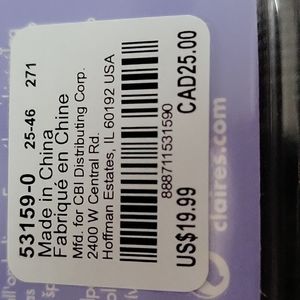 53159-0 25-46 271
Made in China
Fabriqué en Chine
Mfd. for CBI Distributing Corp.
2400 W Central Rd.
Hoffman Estates, IL 60192 USA
888711531590
US$19.99 CAD25.00
claires.com